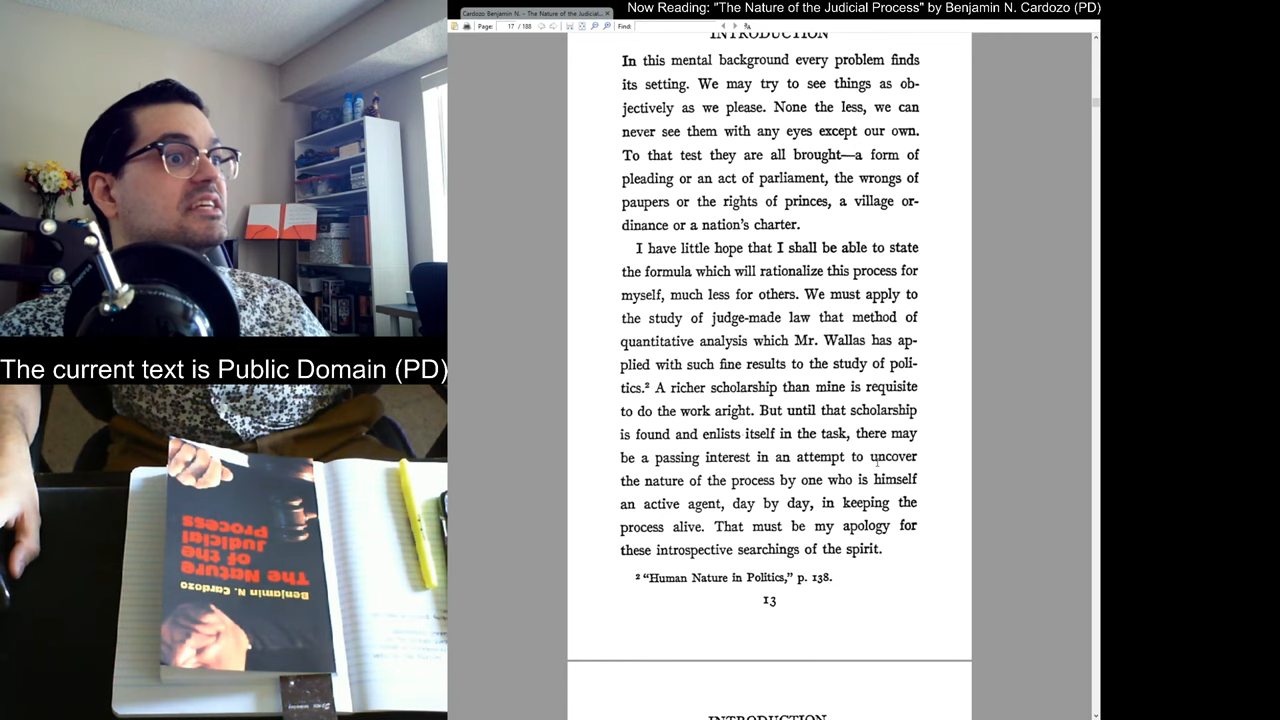 Now Reading: "The Nature of the Judicial Process" by Benjamin N. Cardozo (PD)
Cardozo Benjamin N. - The Nature of the Judicial...
Page: 17 / 188 Find:
INTRODUCTION
In this mental background every problem finds
its setting. We may try to see things as ob-
jectively as we please. None the less, we can
never see them with any eyes except our own.
To that test they are all brought—a form of
pleading or an act of parliament, the wrongs of
paupers or the rights of princes, a village or-
dinance or a nation's charter.
I have little hope that I shall be able to state
the formula which will rationalize this process for
myself, much less for others. We must apply to
the study of judge-made law that method of
quantitative analysis which Mr. Wallas has ap-
plied with such fine results to the study of poli-
tics.² A richer scholarship than mine is requisite
to do the work aright. But until that scholarship
is found and enlists itself in the task, there may
be a passing interest in an attempt to uncover
the nature of the process by one who is himself
an active agent, day by day, in keeping the
process alive. That must be my apology for
these introspective searchings of the spirit.
² "Human Nature in Politics," p. 138.
13
INTRODUCTION
The current text is Public Domain (PD)
Benjamin N. Cardozo
The Nature
of the
Judicial
Process